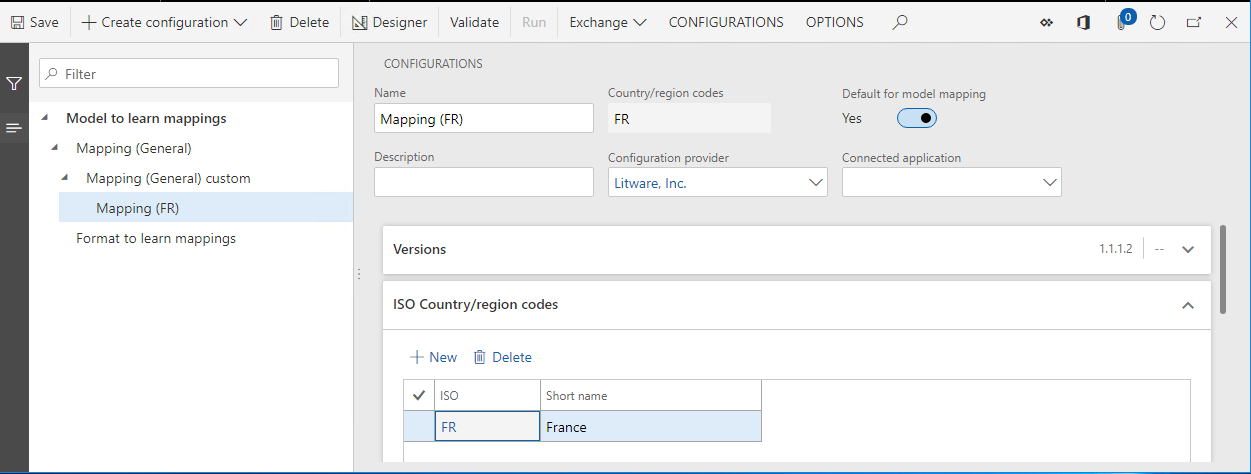 Save Create configuration Delete Designer Validate Run Exchange CONFIGURATIONS OPTIONS 0
Filter
Model to learn mappings
Mapping (General)
Mapping (General) custom
Mapping (FR)
Format to learn mappings
CONFIGURATIONS
Name Country/region codes Default for model mapping
Mapping (FR) FR Yes
Description Configuration provider Connected application
Litware, Inc.
Versions 1.1.1.2 --
ISO Country/region codes
New Delete
ISO Short name
FR France